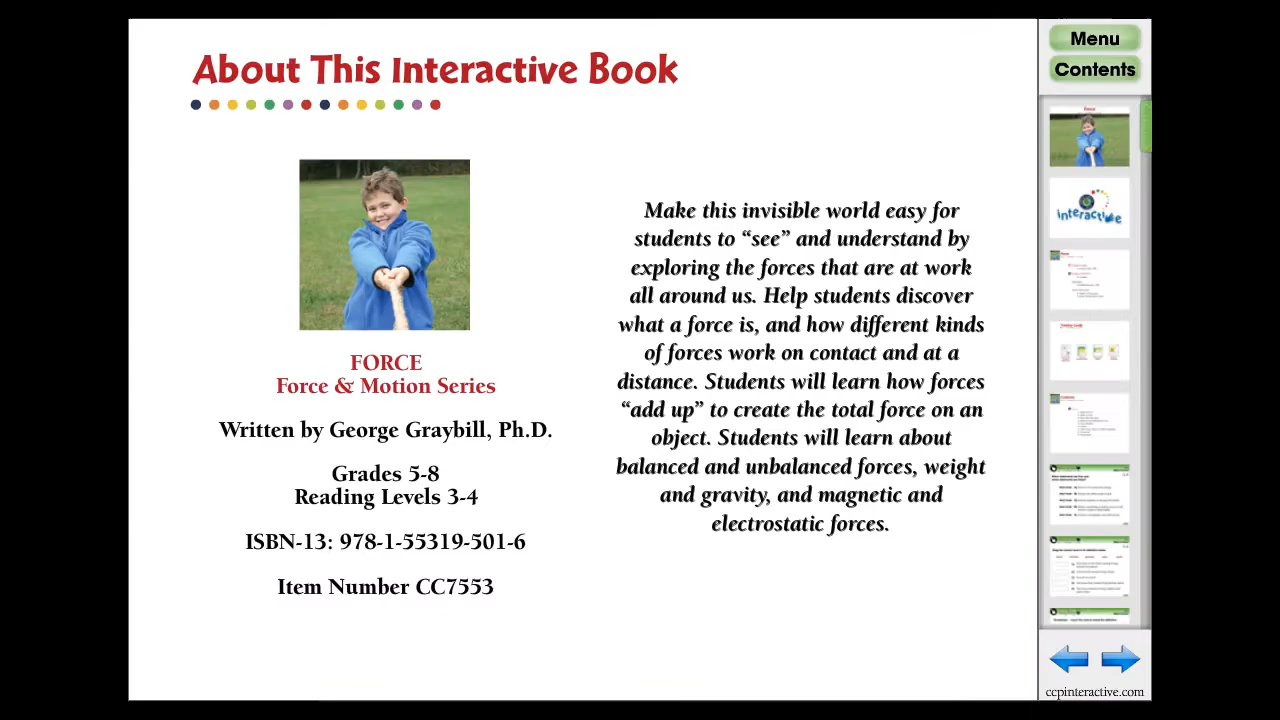 About This Interactive Book
FORCE
Force & Motion Series
Written by George Graybill, Ph.D.
Grades 5-8
Reading Levels 3-4
ISBN-13: 978-1-55319-501-6
Item Number CC7553
Make this invisible world easy for
students to “see” and understand by
exploring the forces that are at work
all around us. Help students discover
what a force is, and how different kinds
of forces work on contact and at a
distance. Students will learn how forces
“add up” to create the total force on an
object. Students will learn about
balanced and unbalanced forces, weight
and gravity, and magnetic and
electrostatic forces.
Menu
Contents
Force
interactive
ccpinteractive.com